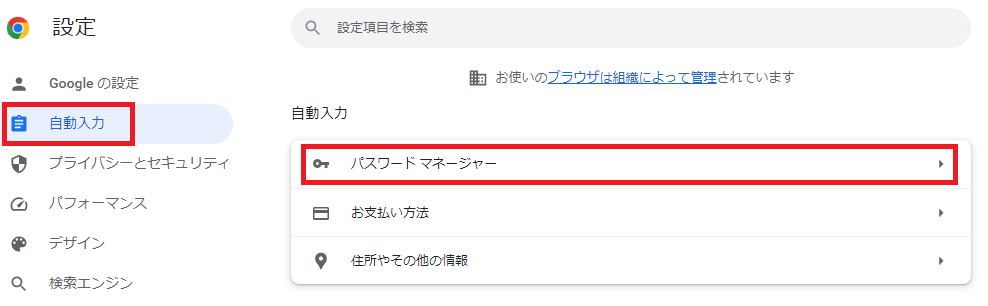 設定
設定項目を検索
お使いのブラウザは組織によって管理されています
Google の設定
自動入力
プライバシーとセキュリティ
パフォーマンス
デザイン
検索エンジン
自動入力
パスワード マネージャー
お支払い方法
住所やその他の情報